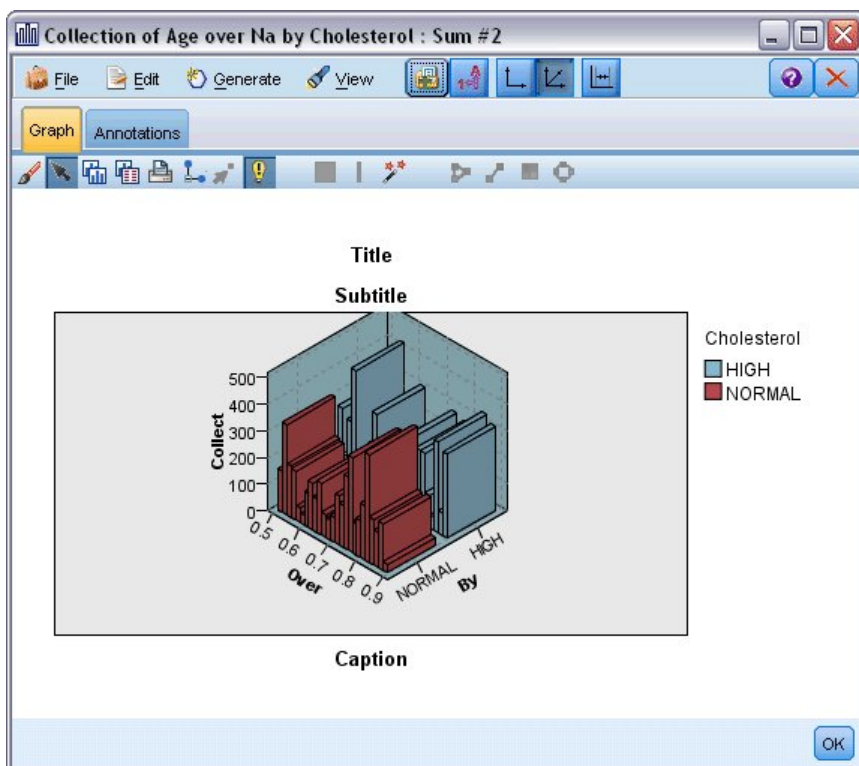 Collection of Age over Na by Cholesterol : Sum #2
File Edit Generate View
Graph Annotations
Title
Subtitle
Cholesterol
HIGH
NORMAL
Collect
500
400
300
200
100
0
0.5 0.6 0.7 0.8 0.9
Over
NORMAL HIGH
By
Caption
OK